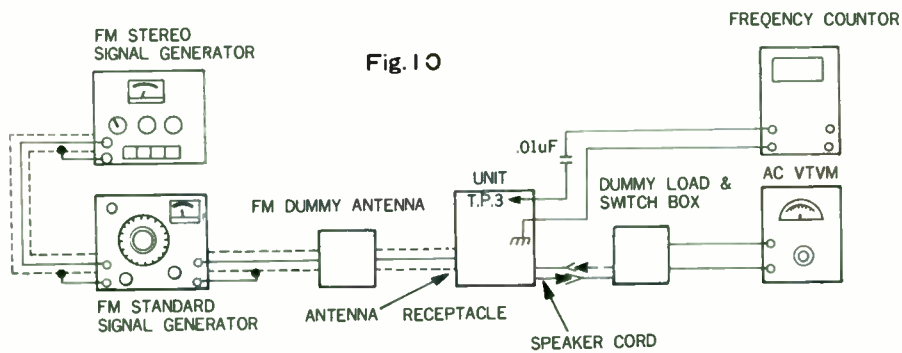 FREQENCY COUNTOR
FM STEREO
SIGNAL GENERATOR
Fig.10
.01uF
UNIT
T.P.3
DUMMY LOAD &
SWITCH BOX
AC VTVM
FM DUMMY ANTENNA
FM STANDARD
SIGNAL GENERATOR
ANTENNA RECEPTACLE
SPEAKER CORD